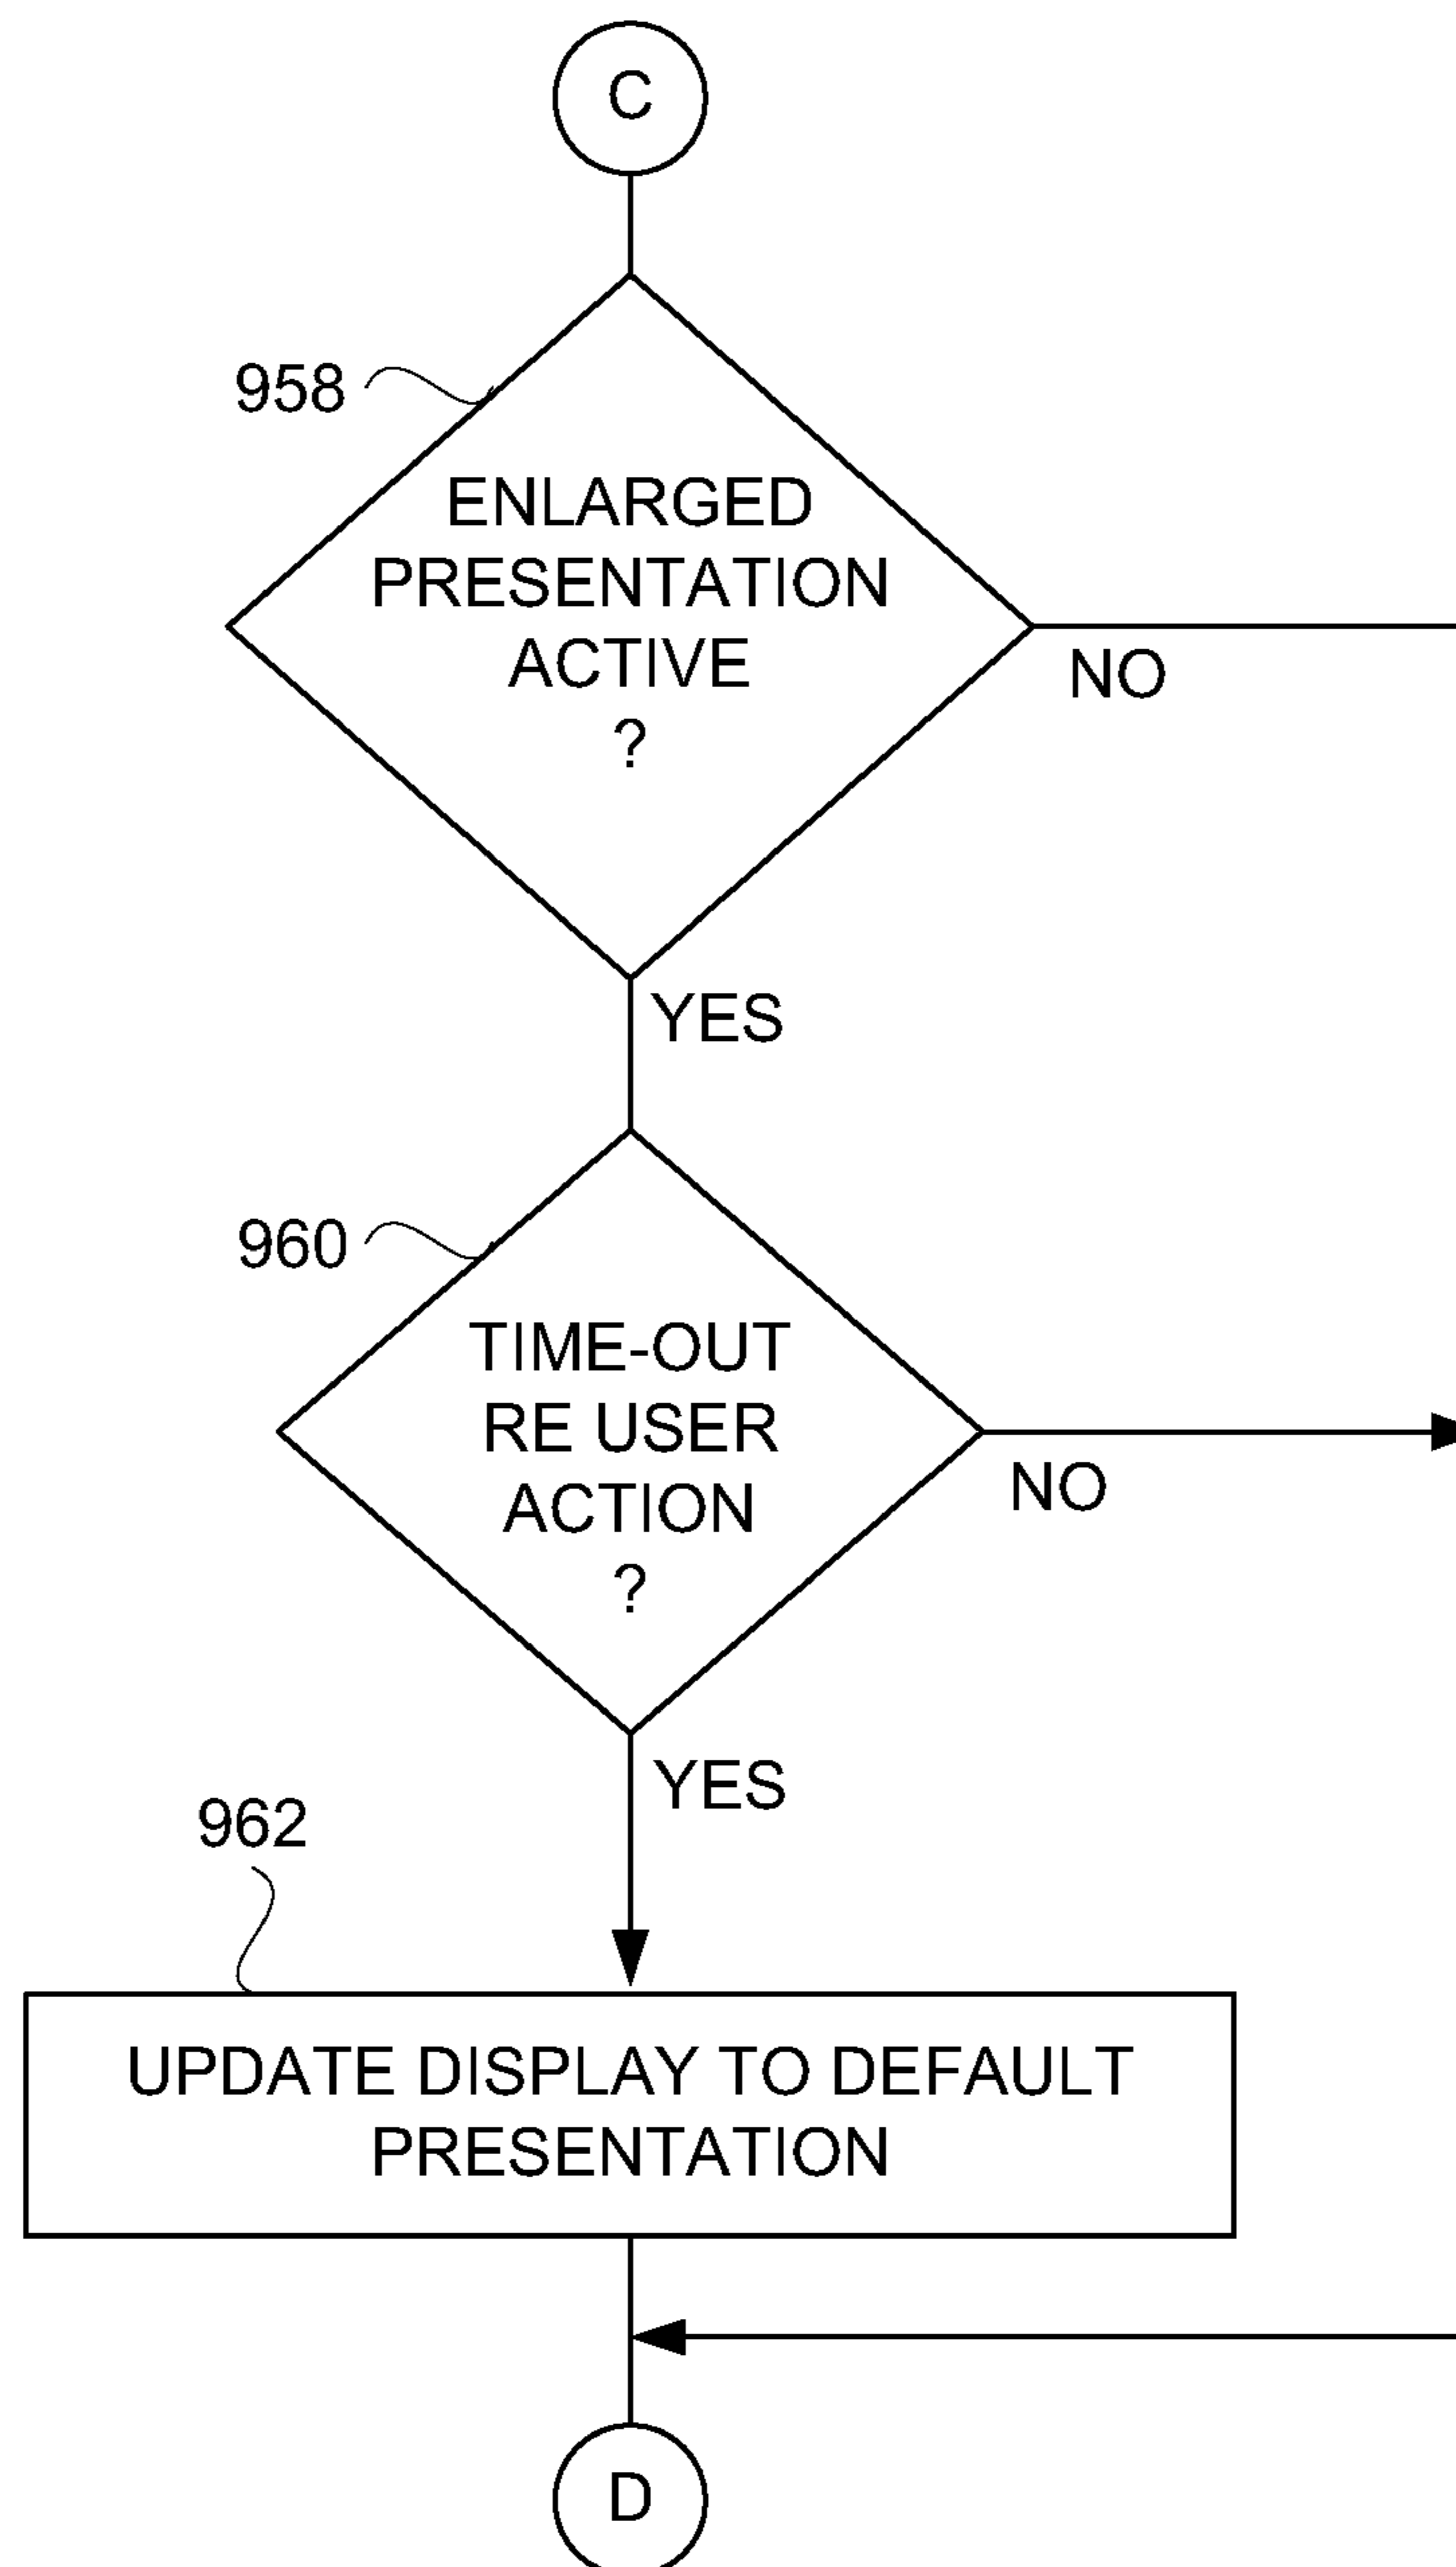 C
958
ENLARGED
PRESENTATION
ACTIVE
?
NO
YES
960
TIME-OUT
RE USER
ACTION
?
NO
YES
962
UPDATE DISPLAY TO DEFAULT
PRESENTATION
D